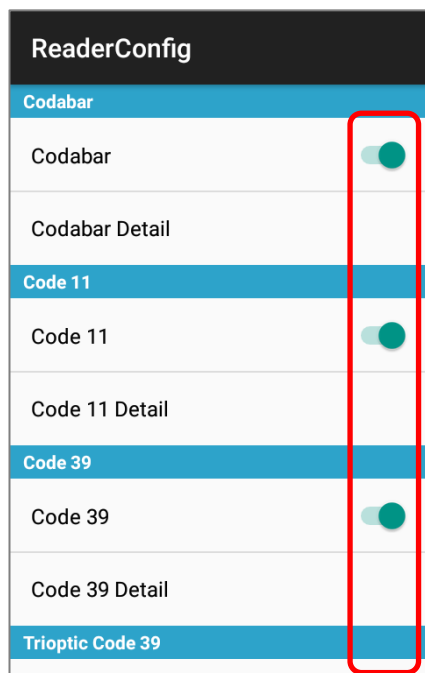 ReaderConfig
Codabar
Codabar
Codabar Detail
Code 11
Code 11
Code 11 Detail
Code 39
Code 39
Code 39 Detail
Trioptic Code 39